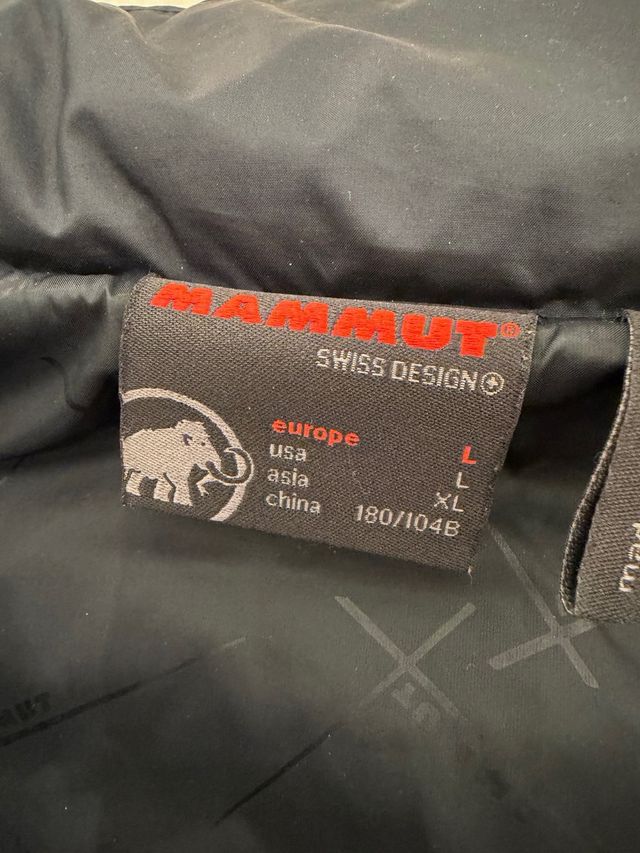 MAMMUT®
SWISS DESIGN
europe L
usa L
asia XL
china 180/104B